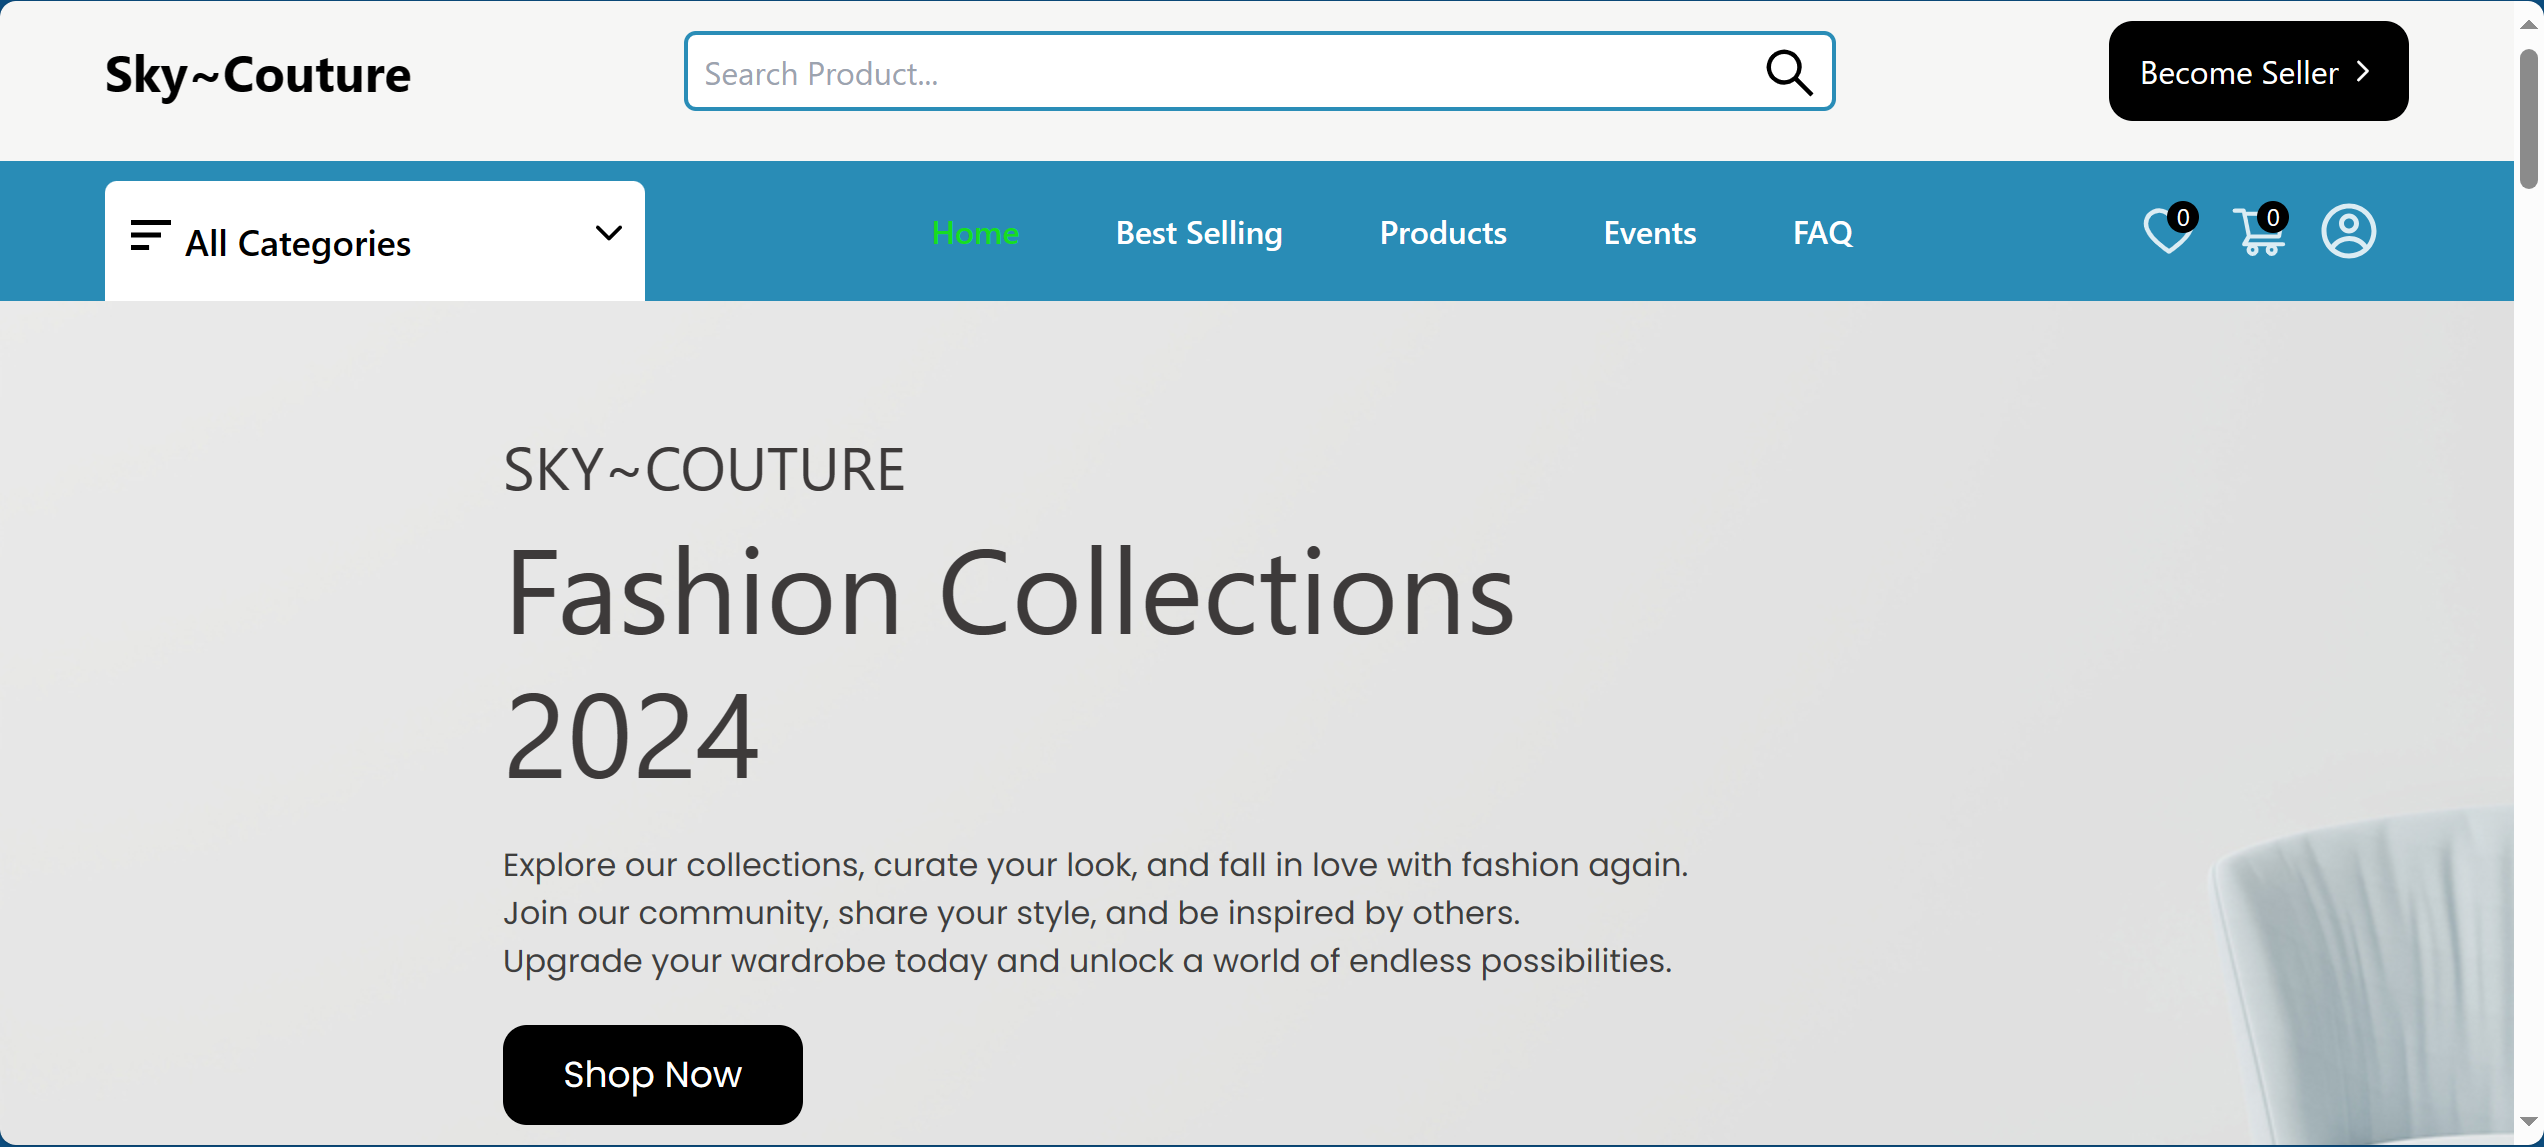 Sky~Couture
Search Product...
Become Seller
All Categories
Home
Best Selling
Products
Events
FAQ
0
0
SKY~COUTURE
Fashion Collections
2024
Explore our collections, curate your look, and fall in love with fashion again.
Join our community, share your style, and be inspired by others.
Upgrade your wardrobe today and unlock a world of endless possibilities.
Shop Now